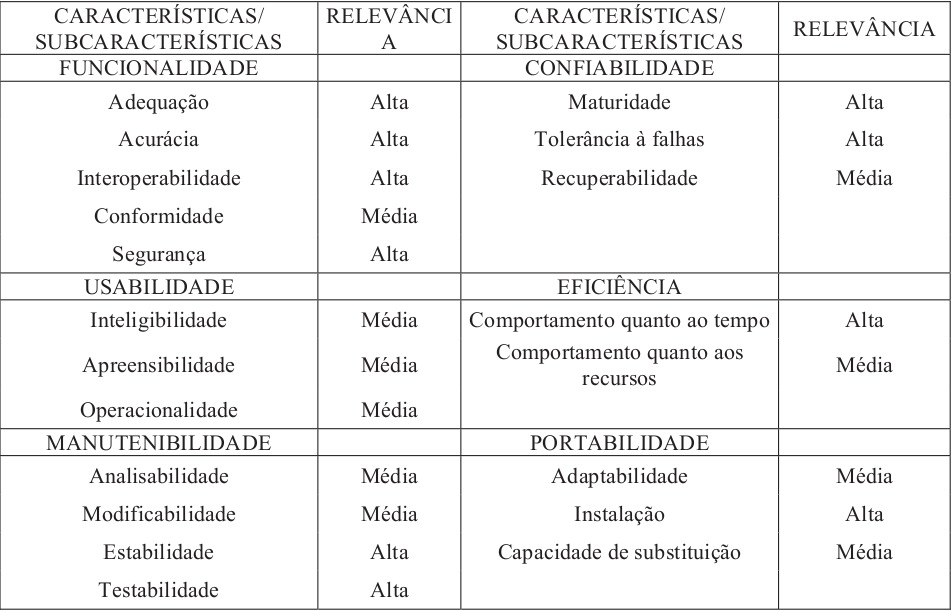 CARACTERÍSTICAS/ RELEVÂNCI CARACTERÍSTICAS/ RELEVÂNCIA
SUBCARACTERÍSTICAS A SUBCARACTERÍSTICAS
FUNCIONALIDADE CONFIABILIDADE
Adequação Alta Maturidade Alta
Acurácia Alta Tolerância à falhas Alta
Interoperabilidade Alta Recuperabilidade Média
Conformidade Média
Segurança Alta
USABILIDADE EFICIÊNCIA
Inteligibilidade Média Comportamento quanto ao tempo Alta
Apreensibilidade Média Comportamento quanto aos Média
recursos
Operacionalidade Média
MANUTENIBILIDADE PORTABILIDADE
Analisabilidade Média Adaptabilidade Média
Modificabilidade Média Instalação Alta
Estabilidade Alta Capacidade de substituição Média
Testabilidade Alta